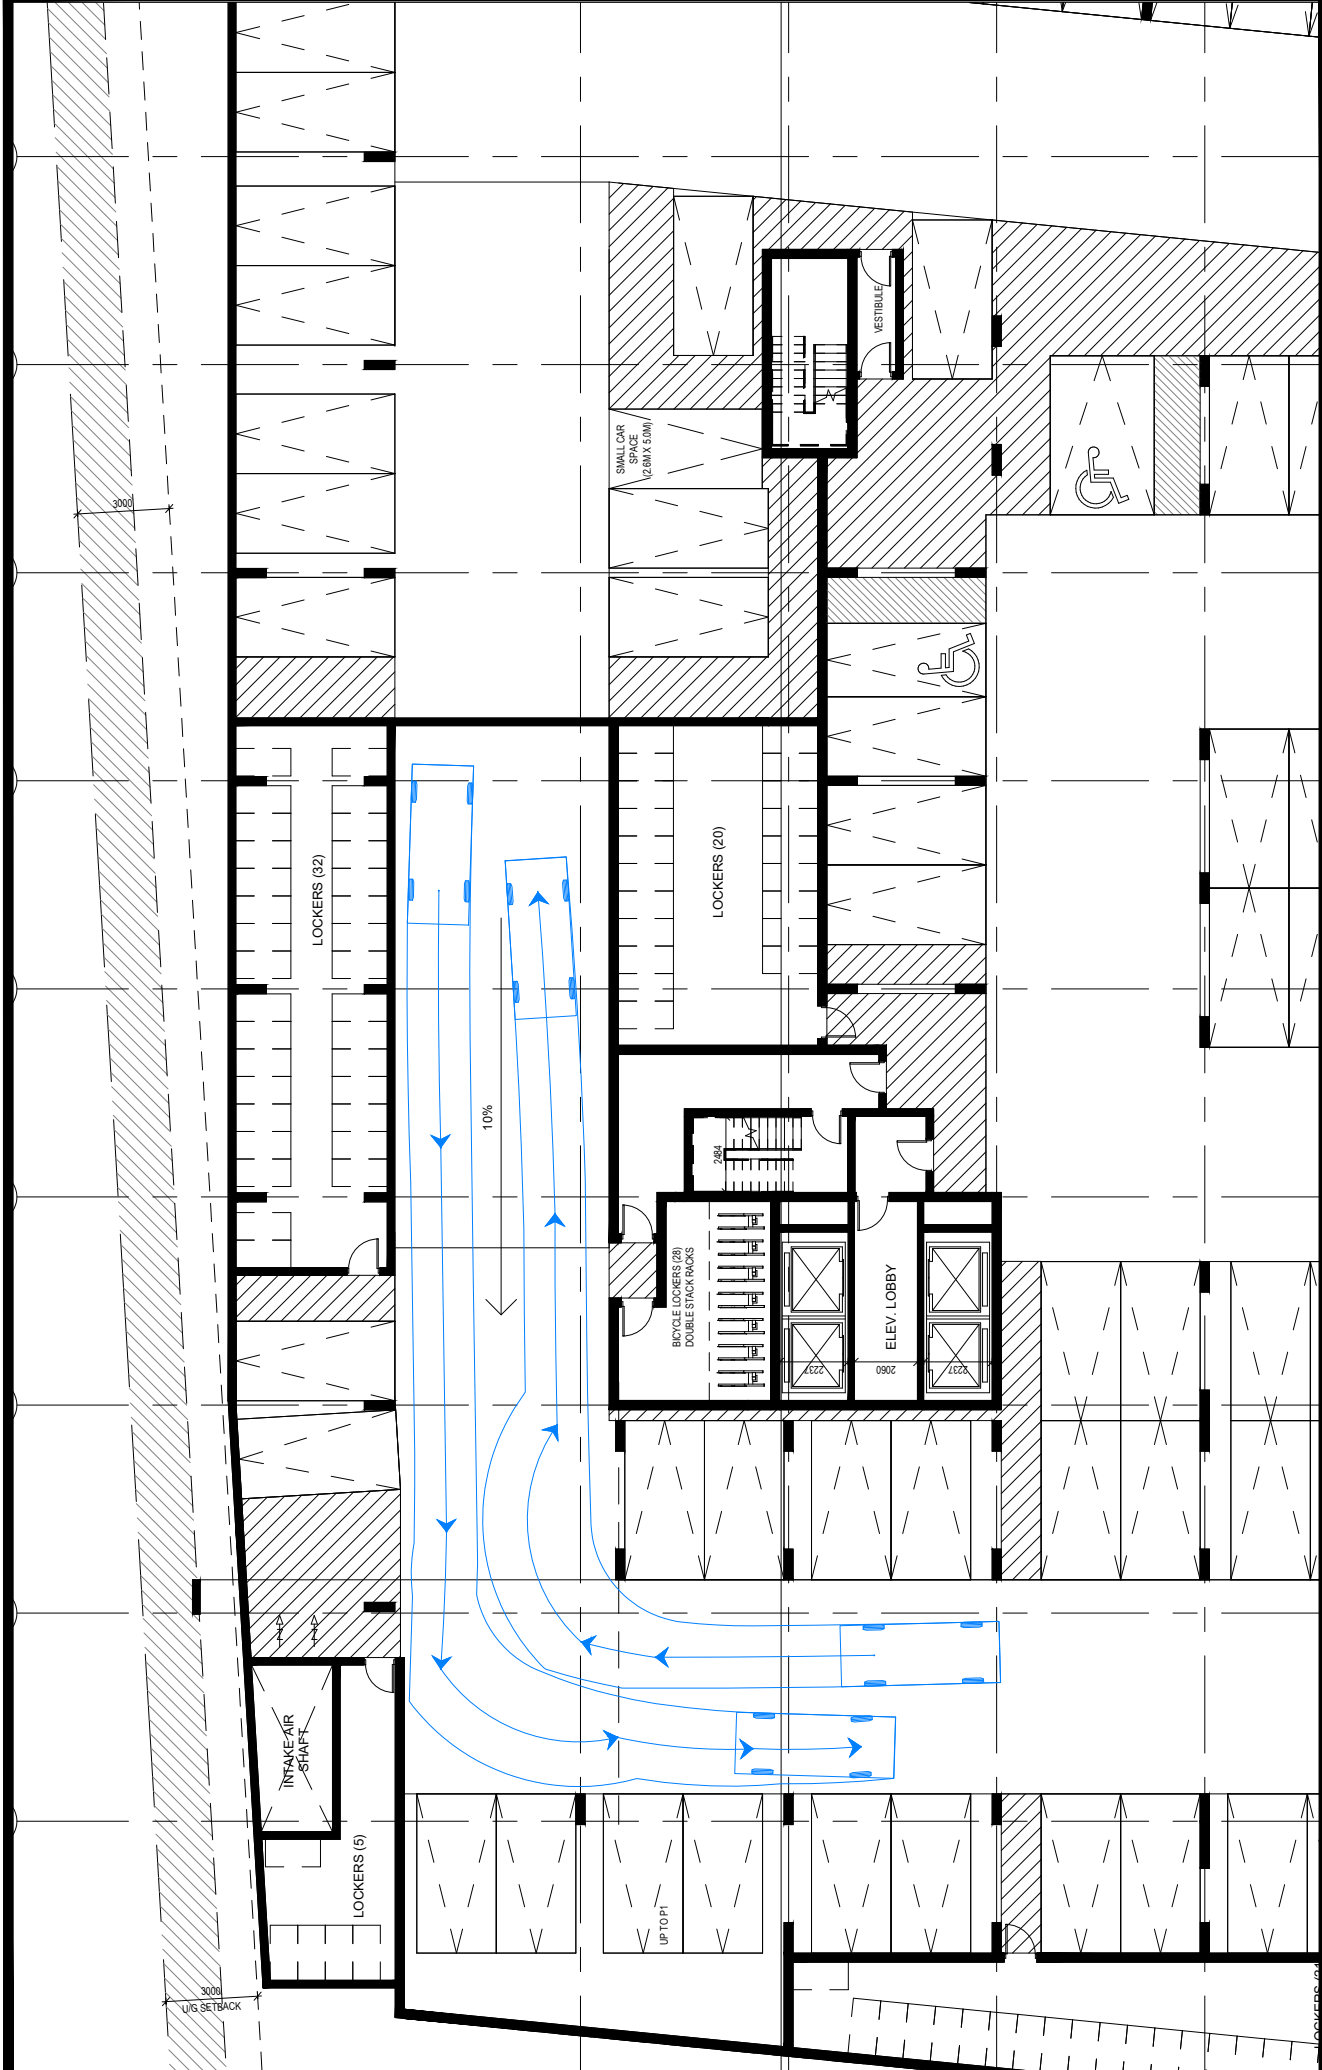 VESTIBULE
SMALL CAR
SPACE
(2.6M X 5.0M)
3000
LOCKERS (32)
LOCKERS (20)
10%
2484
BICYCLE LOCKERS (28)
DOUBLE STACK RACKS
ELEV. LOBBY
2237
2060
2237
INTAKE AIR
SHAFT
LOCKERS (5)
UP TO P1
3000
U/G SETBACK